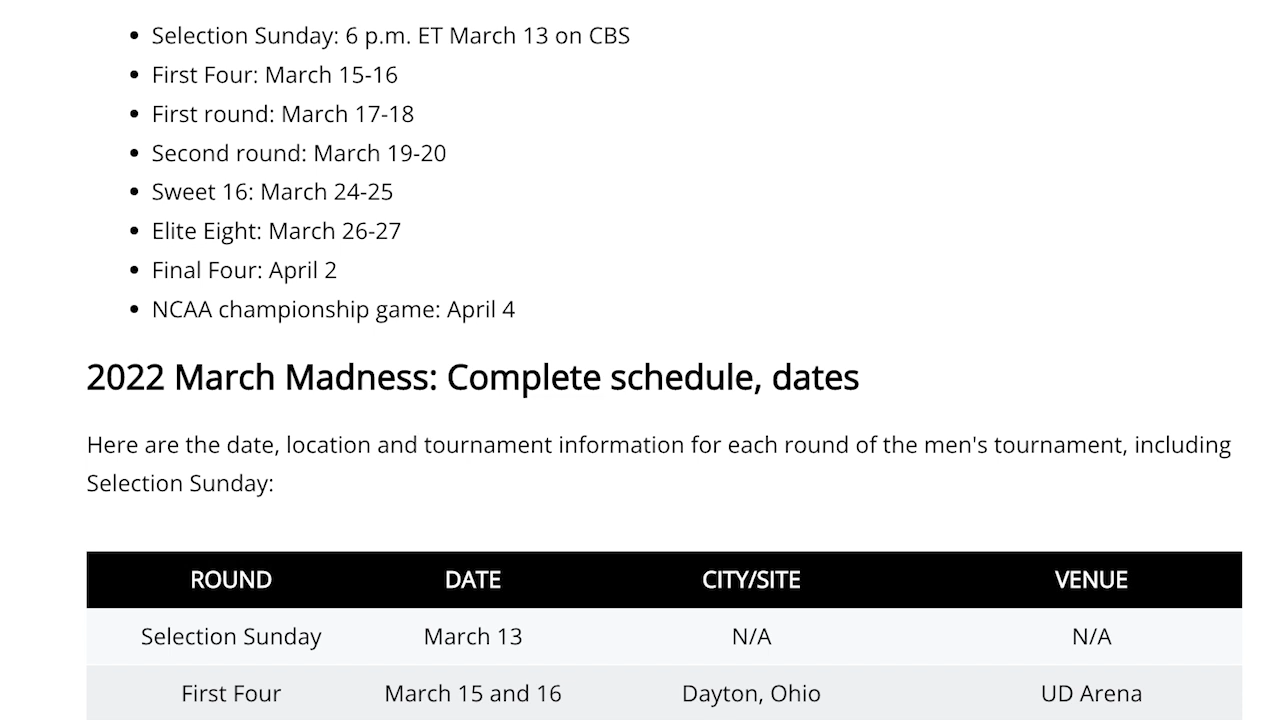 Selection Sunday: 6 p.m. ET March 13 on CBS
First Four: March 15-16
First round: March 17-18
Second round: March 19-20
Sweet 16: March 24-25
Elite Eight: March 26-27
Final Four: April 2
NCAA championship game: April 4
2022 March Madness: Complete schedule, dates
Here are the date, location and tournament information for each round of the men's tournament, including
Selection Sunday:
ROUND DATE CITY/SITE VENUE
Selection Sunday March 13 N/A N/A
First Four March 15 and 16 Dayton, Ohio UD Arena